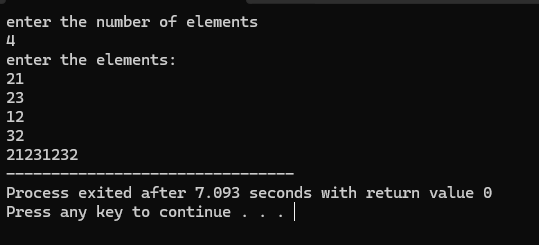 enter the number of elements
4
enter the elements:
21
23
12
32
21231232
--------------------------------
Process exited after 7.093 seconds with return value 0
Press any key to continue . . .